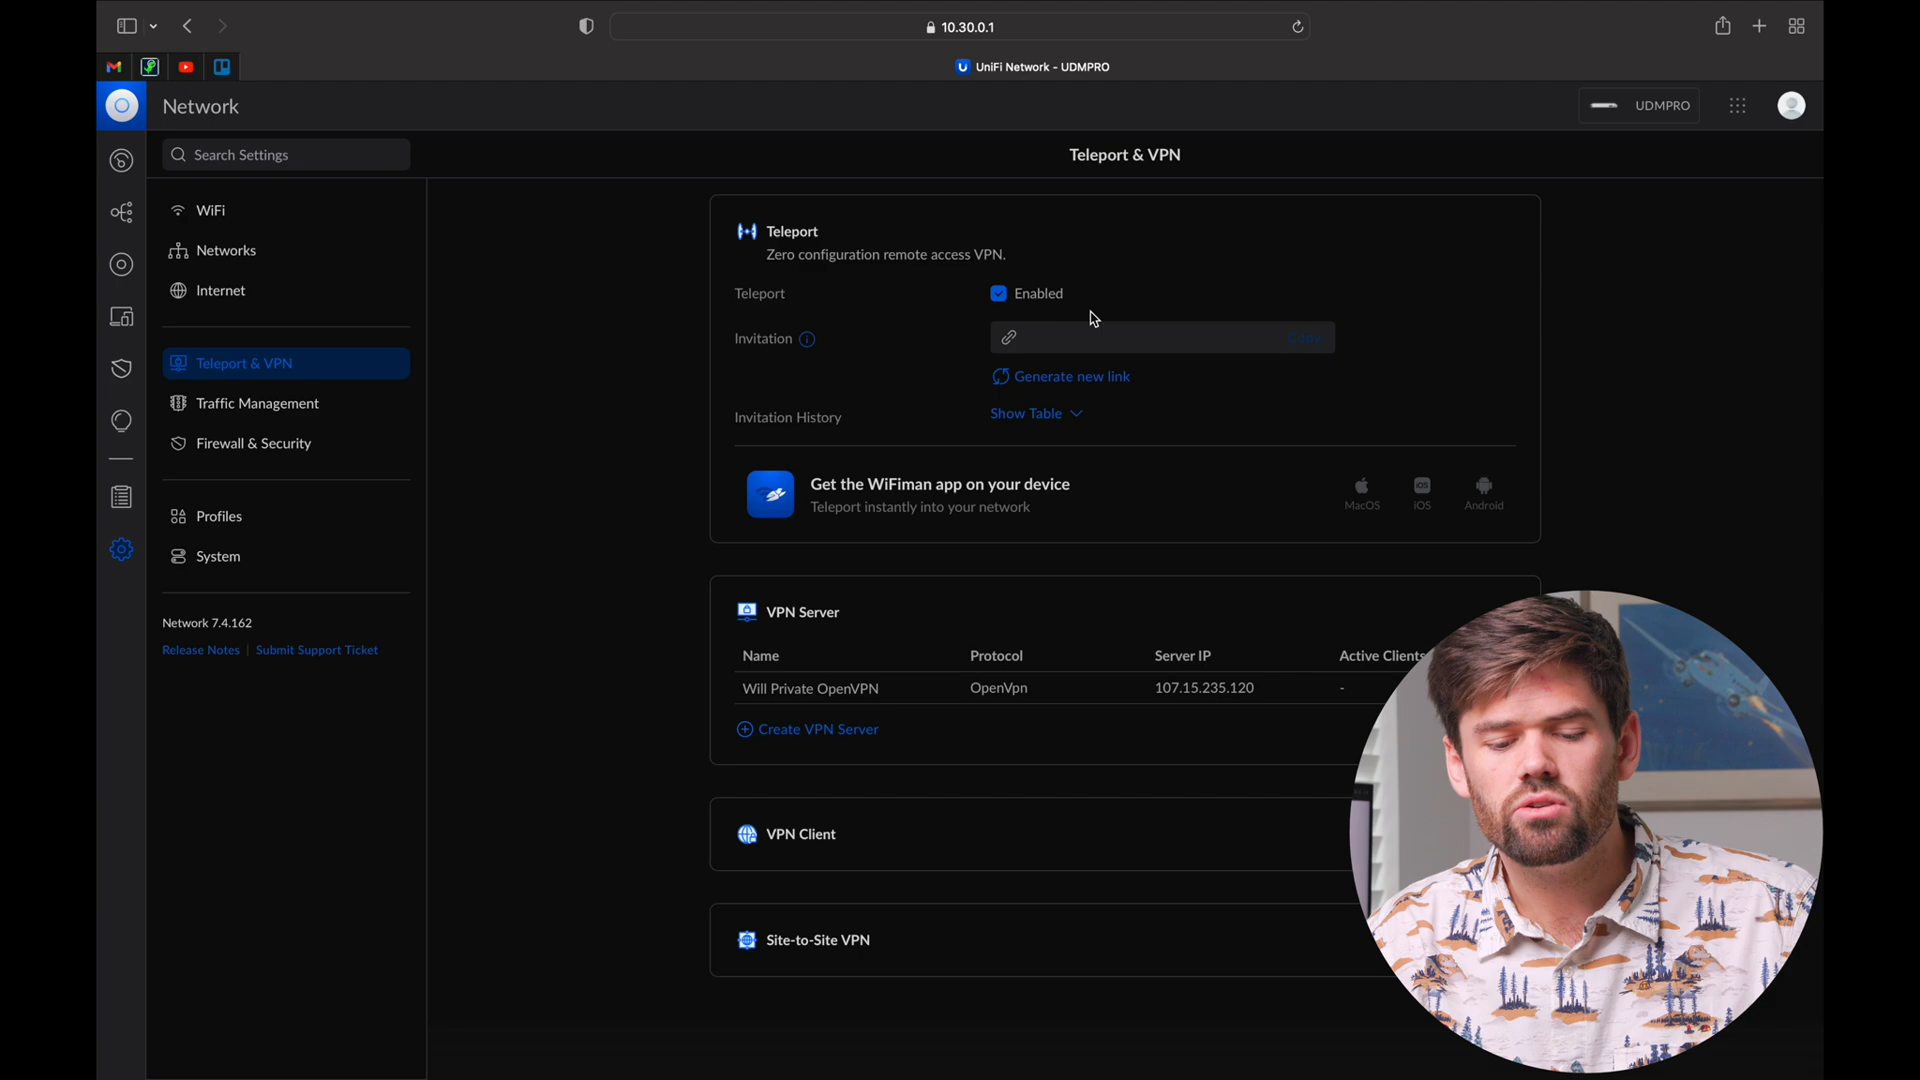 10.30.0.1
UniFi Network - UDMPRO
Network
UDMPRO
Search Settings
Teleport & VPN
WiFi
Networks
Internet
Teleport & VPN
Traffic Management
Firewall & Security
Profiles
System
Network 7.4.162
Release Notes | Submit Support Ticket
Teleport
Zero configuration remote access VPN.
Teleport Enabled
Invitation Copy
Generate new link
Invitation History Show Table
Get the WiFiman app on your device
Teleport instantly into your network
MacOS iOS Android
VPN Server
Name Protocol Server IP Active Clients
Will Private OpenVPN OpenVpn 107.15.235.120 -
Create VPN Server
VPN Client
Site-to-Site VPN